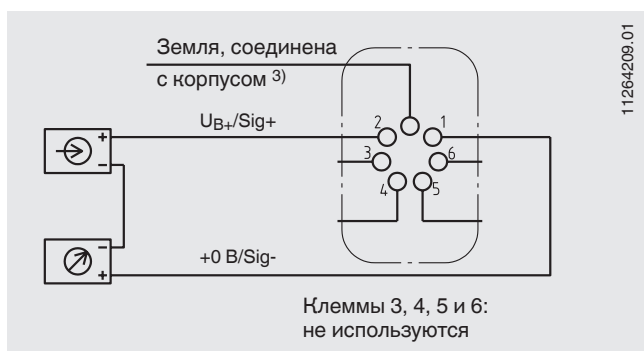 Земля, соединена
с корпусом 3)
UB+/Sig+
2
1
3
6
4
5
+ 
−
−
+
+0 В/Sig-
Клеммы 3, 4, 5 и 6:
не используются
11264209.01